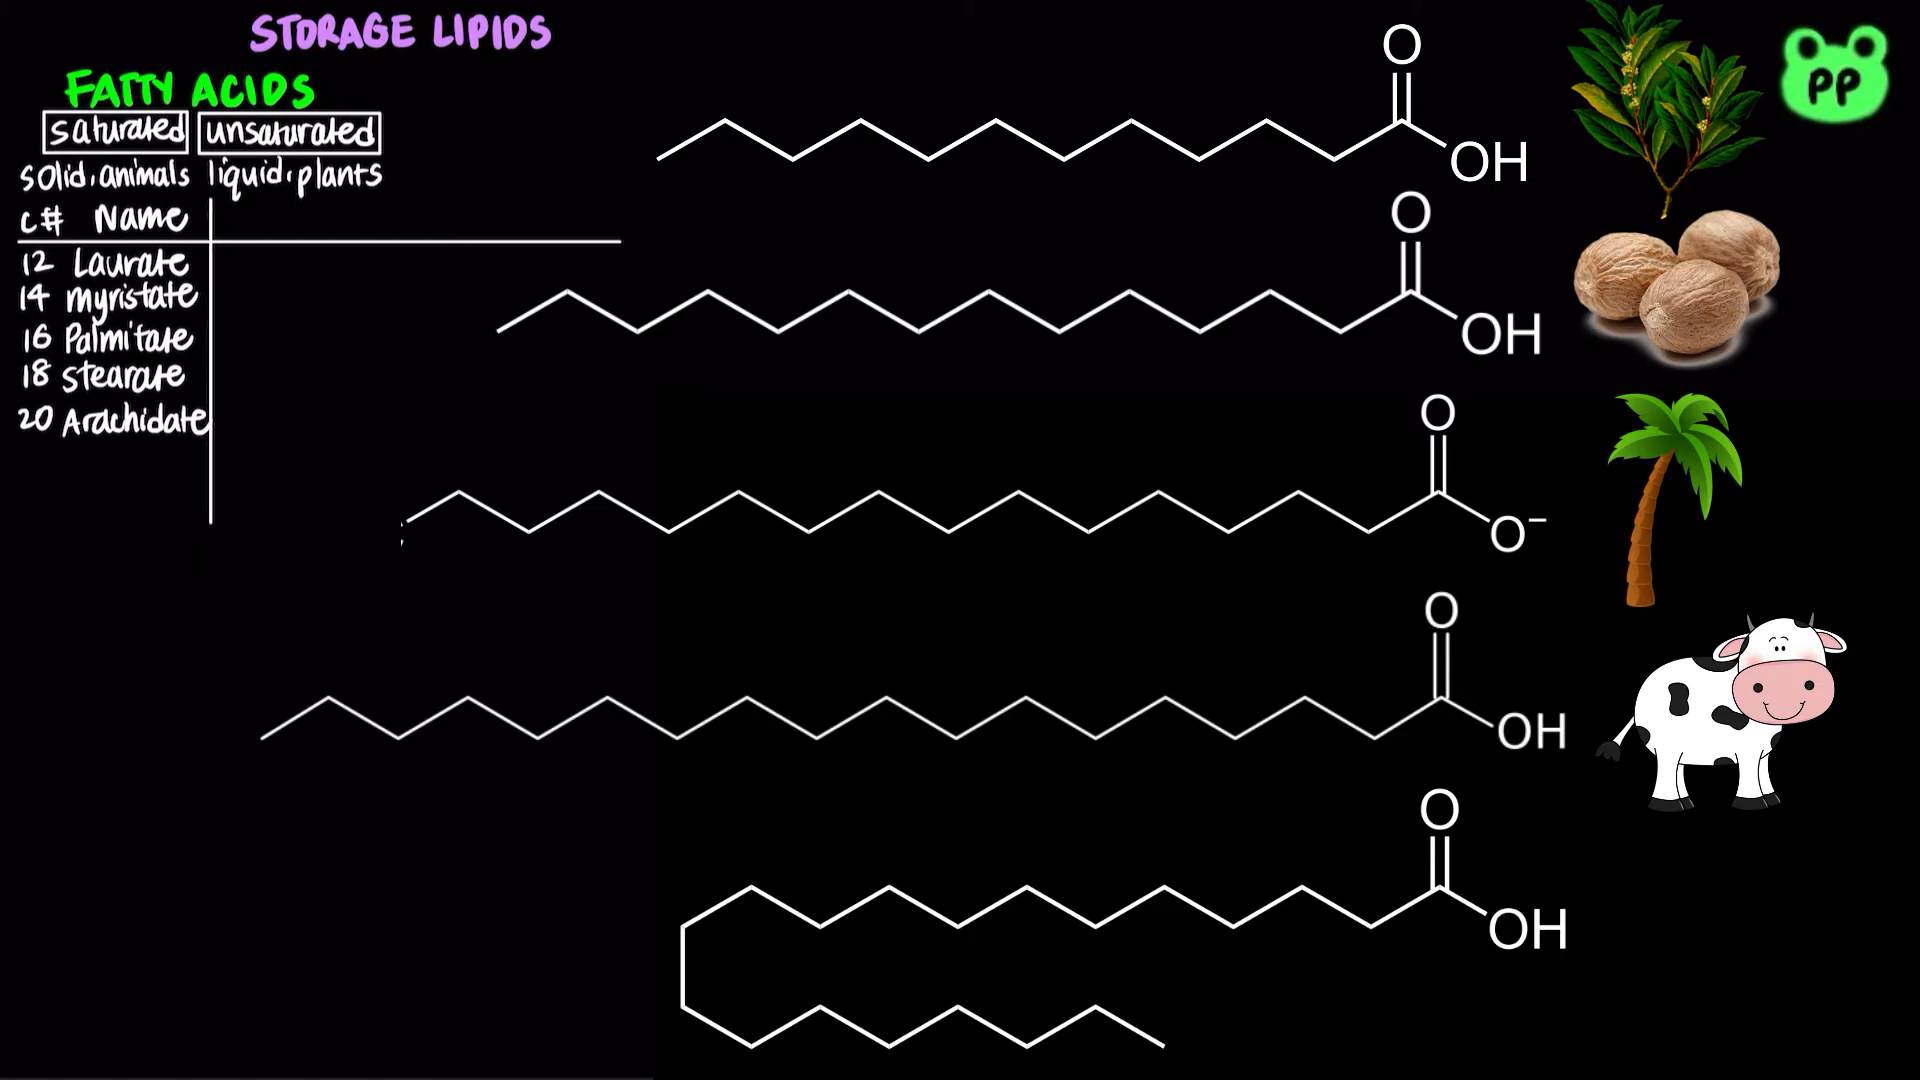 STORAGE LIPIDS
FATTY ACIDS
saturated unsaturated
solid, animals liquid, plants
C# Name
12 Laurate
14 myristate
16 Palmitate
18 stearate
20 Arachidate
O
OH
O
OH
O
O⁻
O
OH
O
OH
PP